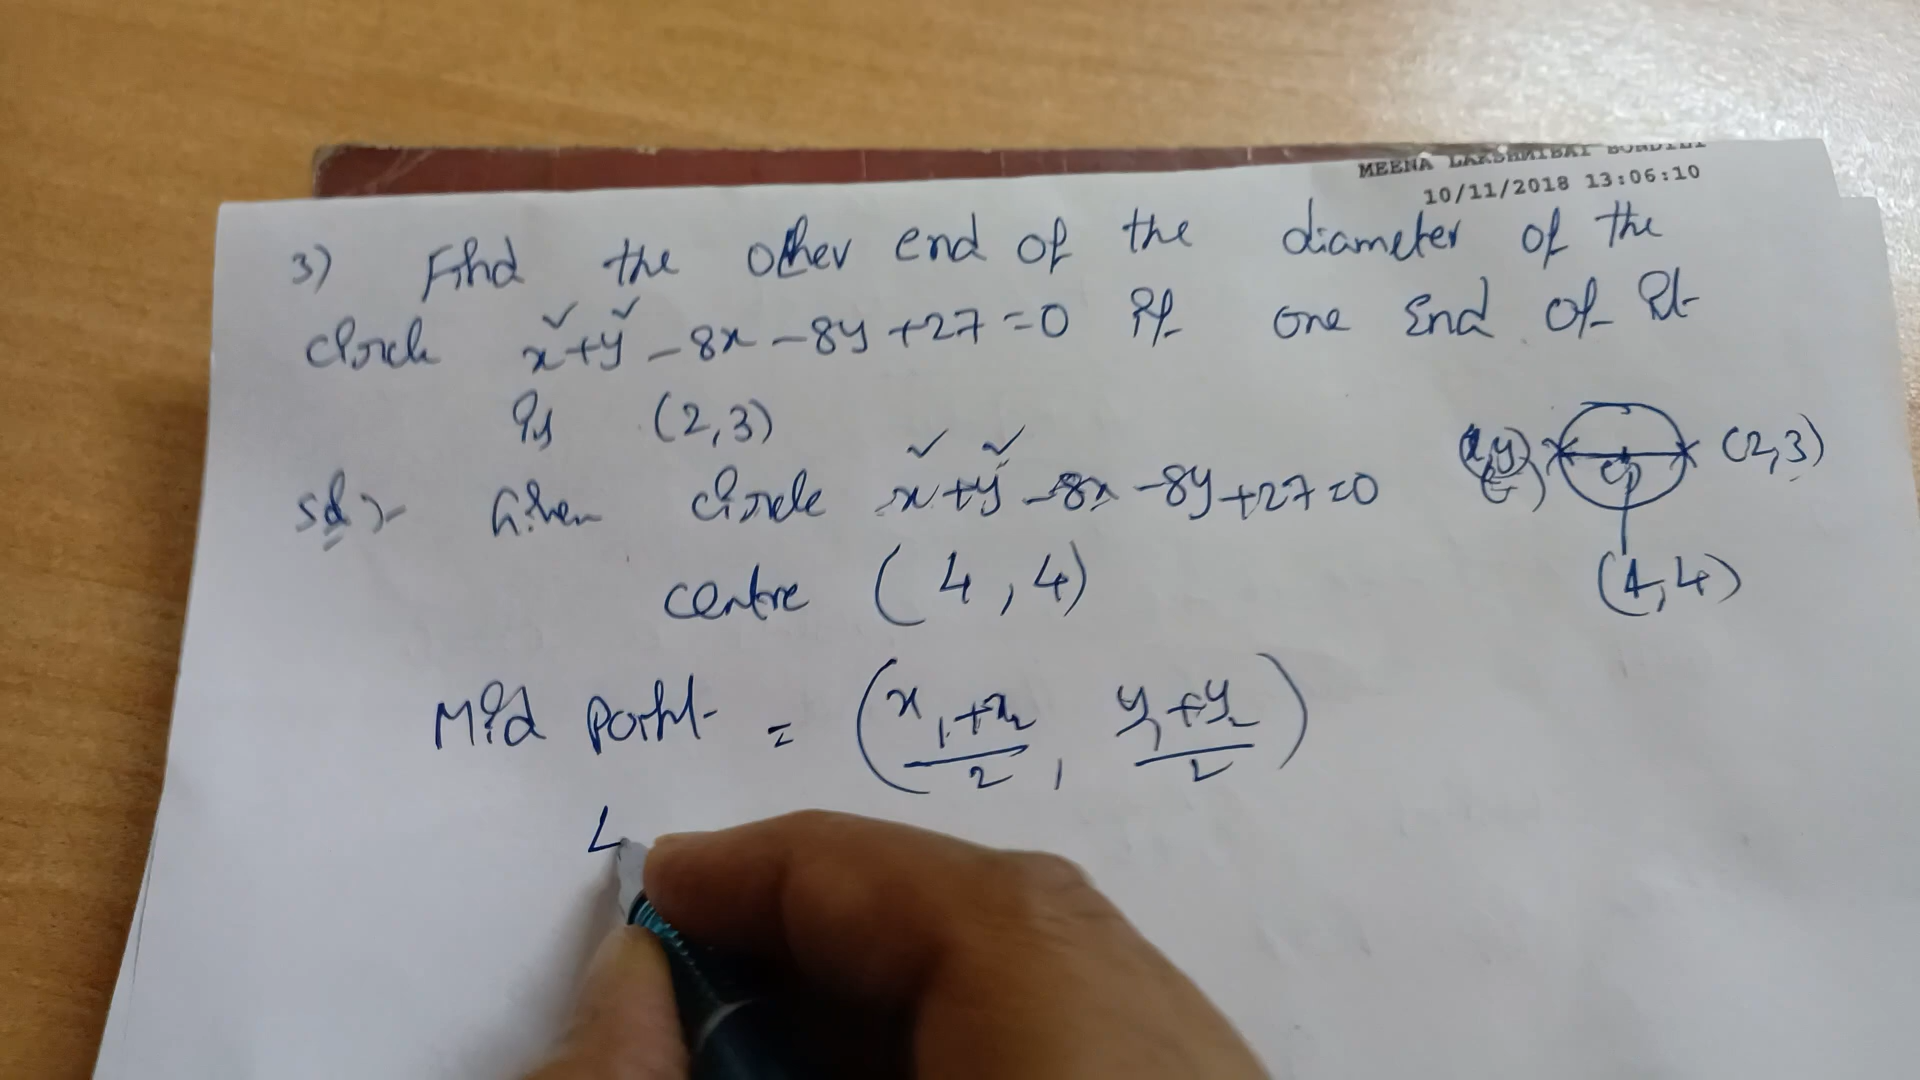 MEENA LAKSHMIBAI BONDILI
10/11/2018 13:06:10
3) Find the other end of the diameter of the
circle x²+y²-8x-8y+27=0 if one End of it
is (2,3)
Sol:- Given circle x²+y²-8x-8y+27=0
(x,y) (2,3)
centre (4,4)
(4,4)
Mid point = (x₁+x₂/2, y₁+y₂/2)
4